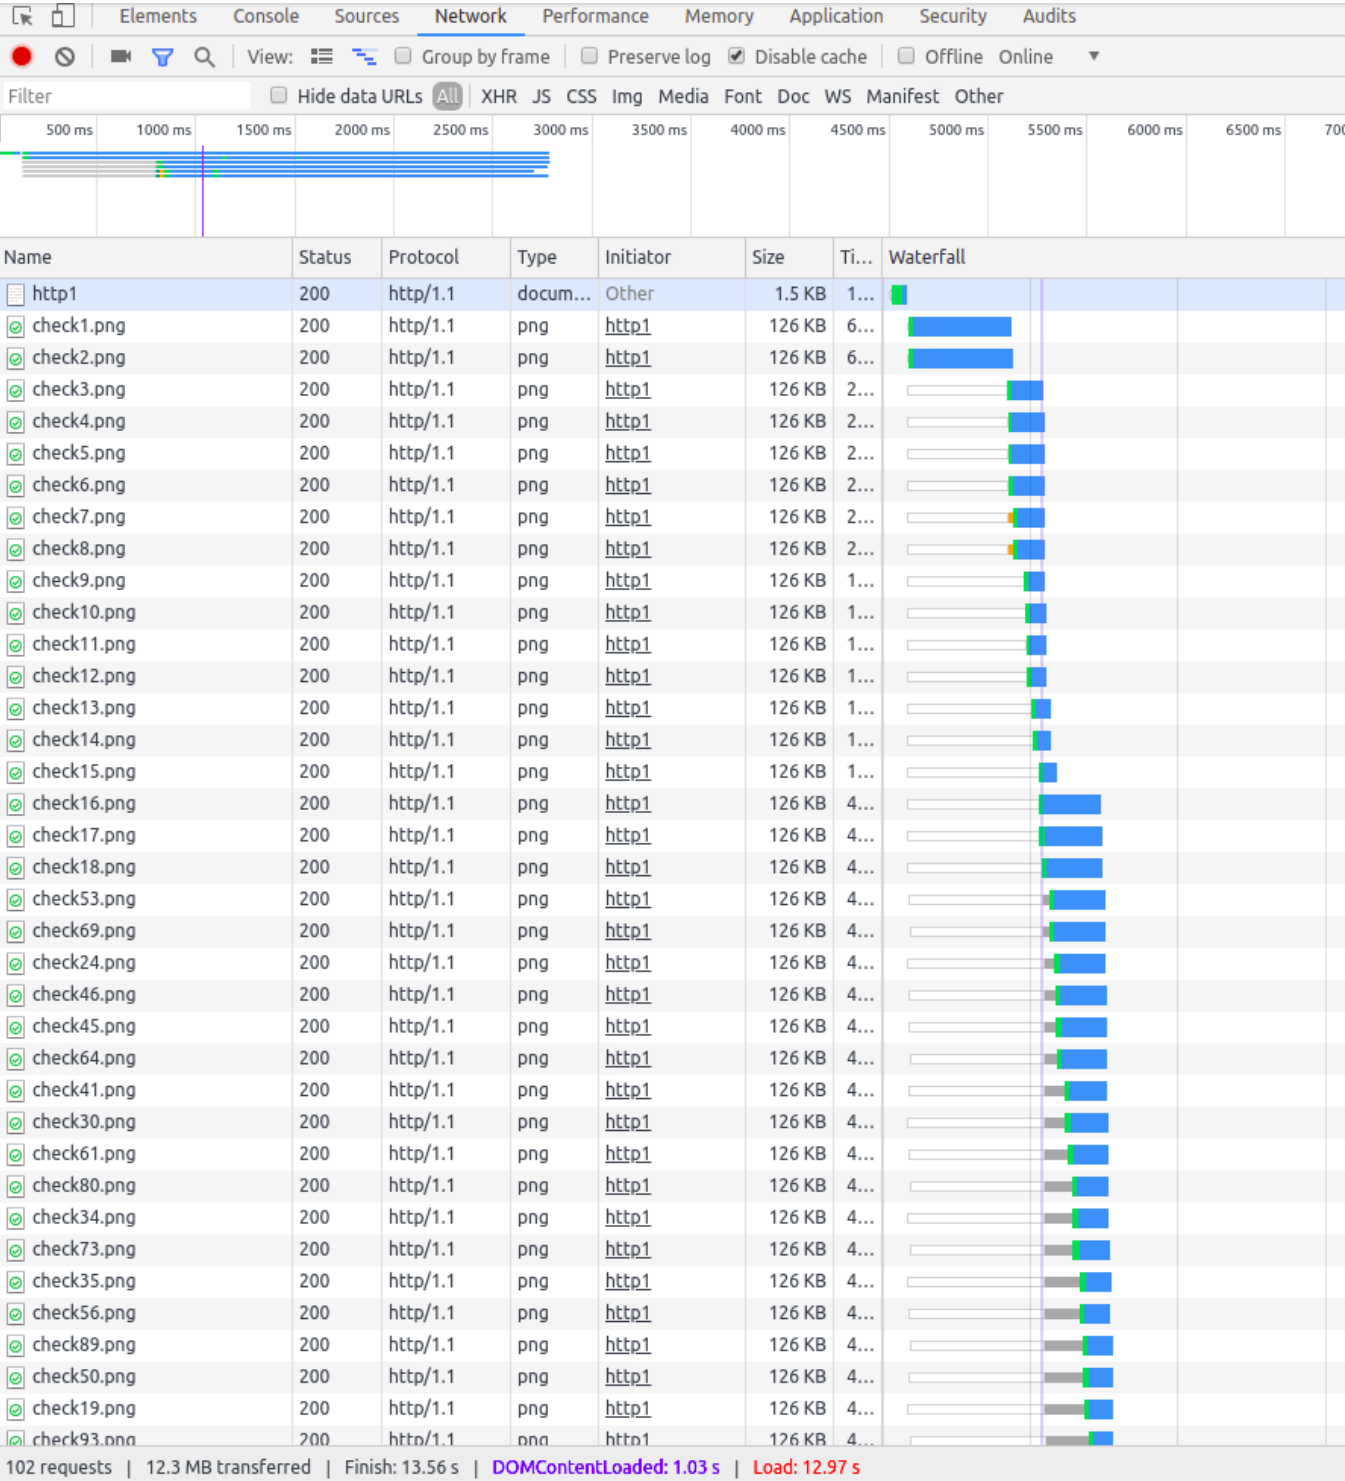 Elements Console Sources Network Performance Memory Application Security Audits
View: Group by frame Preserve log Disable cache Offline Online
Filter Hide data URLs All XHR JS CSS Img Media Font Doc WS Manifest Other
500 ms 1000 ms 1500 ms 2000 ms 2500 ms 3000 ms 3500 ms 4000 ms 4500 ms 5000 ms 5500 ms 6000 ms 6500 ms 700
Name Status Protocol Type Initiator Size Ti... Waterfall
http1 200 http/1.1 docum... Other 1.5 KB 1...
check1.png 200 http/1.1 png http1 126 KB 6...
check2.png 200 http/1.1 png http1 126 KB 6...
check3.png 200 http/1.1 png http1 126 KB 2...
check4.png 200 http/1.1 png http1 126 KB 2...
check5.png 200 http/1.1 png http1 126 KB 2...
check6.png 200 http/1.1 png http1 126 KB 2...
check7.png 200 http/1.1 png http1 126 KB 2...
check8.png 200 http/1.1 png http1 126 KB 2...
check9.png 200 http/1.1 png http1 126 KB 1...
check10.png 200 http/1.1 png http1 126 KB 1...
check11.png 200 http/1.1 png http1 126 KB 1...
check12.png 200 http/1.1 png http1 126 KB 1...
check13.png 200 http/1.1 png http1 126 KB 1...
check14.png 200 http/1.1 png http1 126 KB 1...
check15.png 200 http/1.1 png http1 126 KB 1...
check16.png 200 http/1.1 png http1 126 KB 4...
check17.png 200 http/1.1 png http1 126 KB 4...
check18.png 200 http/1.1 png http1 126 KB 4...
check53.png 200 http/1.1 png http1 126 KB 4...
check69.png 200 http/1.1 png http1 126 KB 4...
check24.png 200 http/1.1 png http1 126 KB 4...
check46.png 200 http/1.1 png http1 126 KB 4...
check45.png 200 http/1.1 png http1 126 KB 4...
check64.png 200 http/1.1 png http1 126 KB 4...
check41.png 200 http/1.1 png http1 126 KB 4...
check30.png 200 http/1.1 png http1 126 KB 4...
check61.png 200 http/1.1 png http1 126 KB 4...
check80.png 200 http/1.1 png http1 126 KB 4...
check34.png 200 http/1.1 png http1 126 KB 4...
check73.png 200 http/1.1 png http1 126 KB 4...
check35.png 200 http/1.1 png http1 126 KB 4...
check56.png 200 http/1.1 png http1 126 KB 4...
check89.png 200 http/1.1 png http1 126 KB 4...
check50.png 200 http/1.1 png http1 126 KB 4...
check19.png 200 http/1.1 png http1 126 KB 4...
check93.png 200 http/1.1 png http1 126 KB 4...
102 requests | 12.3 MB transferred | Finish: 13.56 s | DOMContentLoaded: 1.03 s | Load: 12.97 s